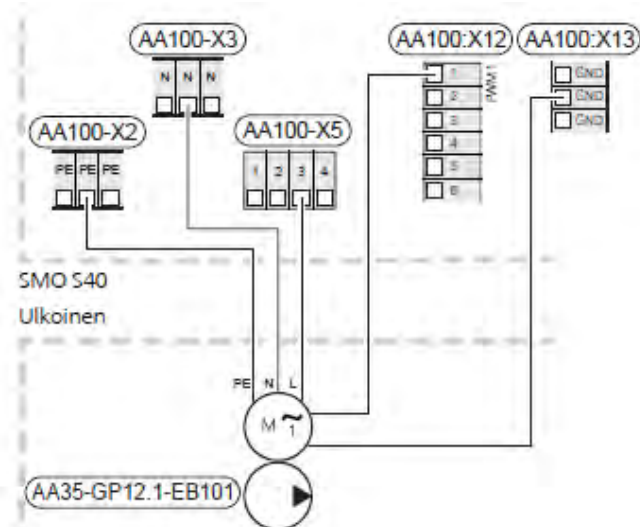 AA100-X3
AA100:X12
AA100:X13
N N N
1
2
3
4
5
6
PWM1
GND
GND
GND
AA100-X2
AA100-X5
PE PE PE
1 2 3 4
SMO S40
Ulkoinen
PE N L
M ~ 1
AA35-GP12.1-EB101